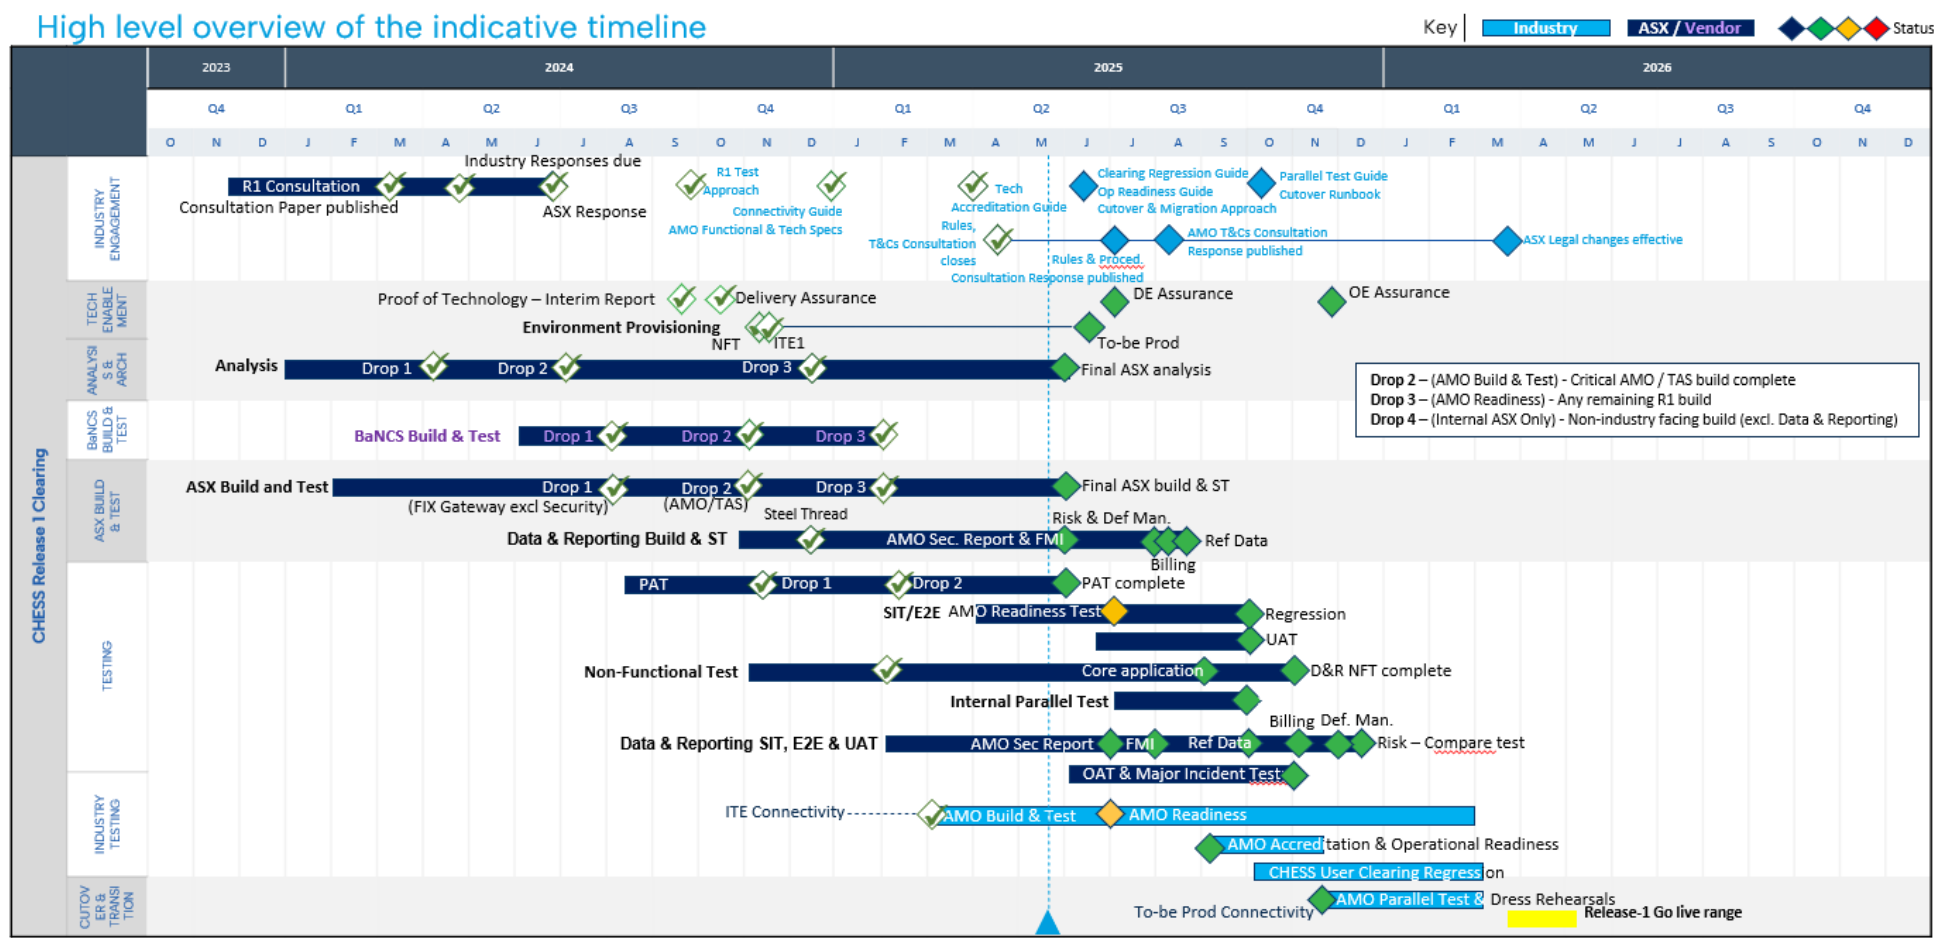 High level overview of the indicative timeline
Key
Industry
ASX / Vendor
Status
2023
2024
2025
2026
Q4 Q1 Q2 Q3 Q4 Q1 Q2 Q3 Q4 Q1 Q2 Q3 Q4
O N D J F M A M J J A S O N D J F M A M J J A S O N D J F M A M J J A S O N D
CHESS Release 1 Clearing
INDUSTRY
ENGAGEMENT
Industry Responses due
R1 Consultation
Consultation Paper published
ASX Response
R1 Test
Approach
Connectivity Guide
AMO Functional & Tech Specs
Tech
Accreditation Guide
Rules,
T&Cs Consultation
closes
Clearing Regression Guide
Op Readiness Guide
Cutover & Migration Approach
Parallel Test Guide
Cutover Runbook
AMO T&Cs Consultation
Response published
Rules & Proced.
Consultation Response published
ASX Legal changes effective
TECH
ENABLE
MENT
Proof of Technology – Interim Report
Delivery Assurance
DE Assurance
OE Assurance
Environment Provisioning
NFT
ITE1
To-be Prod
ANALYSI
S &
ARCH
Analysis
Drop 1
Drop 2
Drop 3
Final ASX analysis
Drop 2 – (AMO Build & Test) - Critical AMO / TAS build complete
Drop 3 – (AMO Readiness) - Any remaining R1 build
Drop 4 – (Internal ASX Only) - Non-industry facing build (excl. Data & Reporting)
BaNCS
BUILD &
TEST
BaNCS Build & Test
Drop 1
Drop 2
Drop 3
ASX BUILD
& TEST
ASX Build and Test
Drop 1
Drop 2
Drop 3
Final ASX build & ST
(FIX Gateway excl Security)
(AMO/TAS)
Steel Thread
Risk & Def Man.
Data & Reporting Build & ST
AMO Sec. Report & FMI
Ref Data
Billing
TESTING
PAT
Drop 1
Drop 2
PAT complete
SIT/E2E
AMO Readiness Test
Regression
UAT
Non-Functional Test
Core application
D&R NFT complete
Internal Parallel Test
Billing
Def. Man.
Data & Reporting SIT, E2E & UAT
AMO Sec Report
FMI
Ref Data
Risk – Compare test
OAT & Major Incident Test
INDUSTRY
TESTING
ITE Connectivity
AMO Build & Test
AMO Readiness
AMO Accreditation & Operational Readiness
CHESS User Clearing Regression
CUTOV
ER &
TRANSI
TION
AMO Parallel Test & Dress Rehearsals
To-be Prod Connectivity
Release-1 Go live range